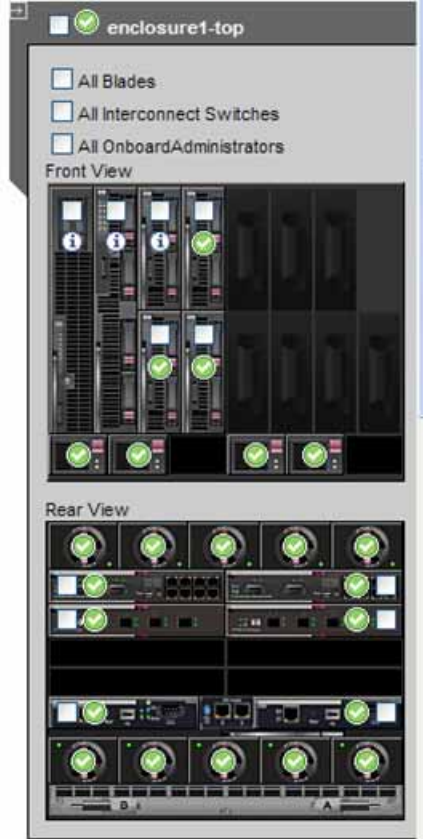 enclosure1-top
All Blades
All Interconnect Switches
All OnboardAdministrators
Front View
i i i
Rear View
B
A